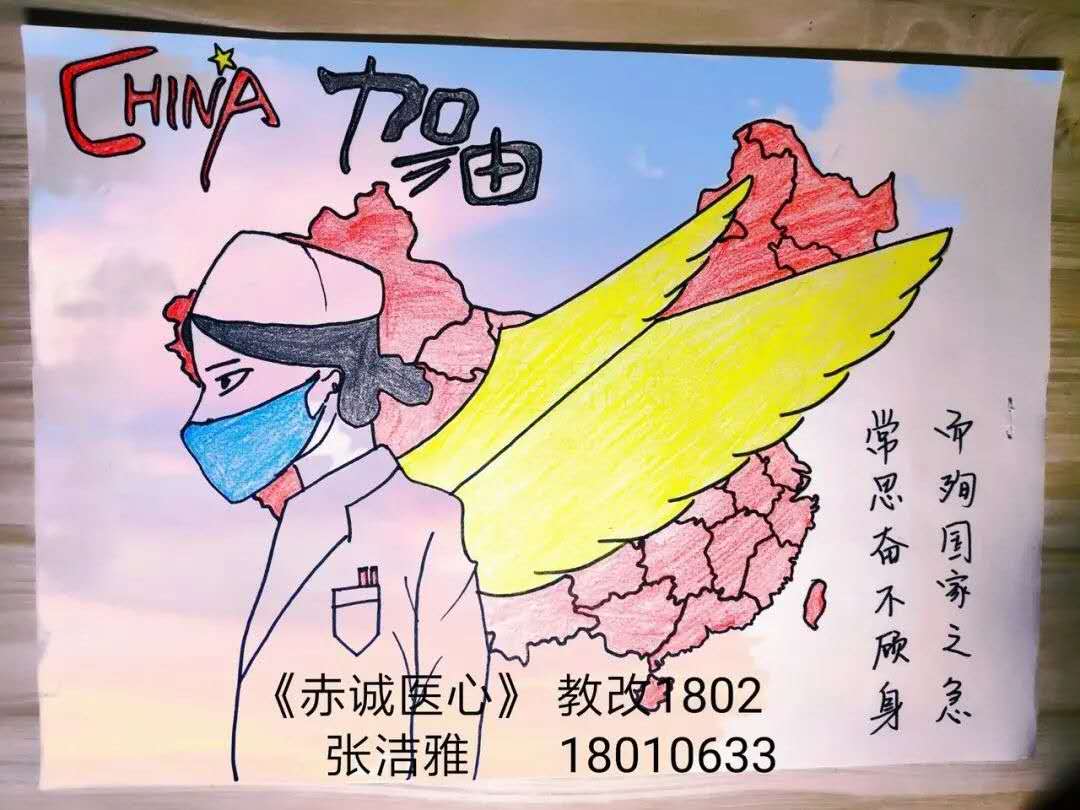 CHINA 加油
常思奋不顾身
而殉国家之急
《赤诚医心》 教改1802
张洁雅 18010633